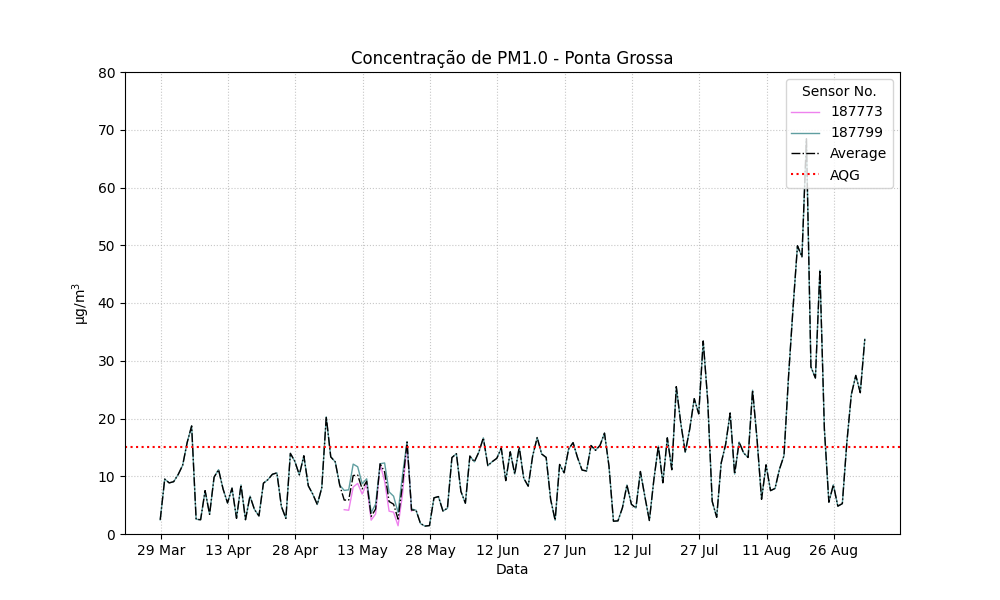 Concentração de PM1.0 - Ponta Grossa
80
70
60
50
40
30
20
10
0
µg/m³
Sensor No.
187773
187799
Average
AQG
29 Mar 13 Apr 28 Apr 13 May 28 May 12 Jun 27 Jun 12 Jul 27 Jul 11 Aug 26 Aug
Data